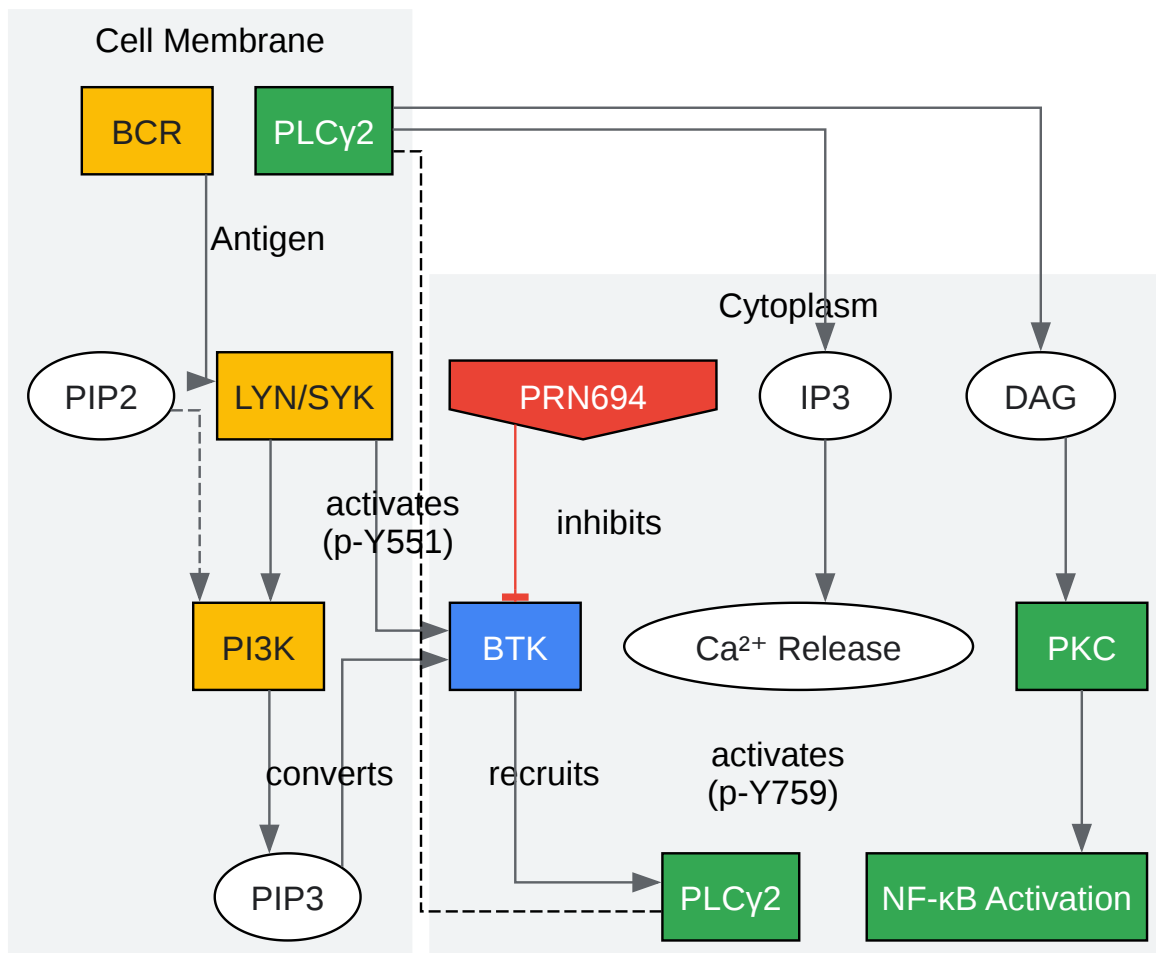 Cell Membrane
BCR
PLCγ2
Antigen
Cytoplasm
PIP2
LYN/SYK
PRN694
IP3
DAG
activates
(p-Y551)
inhibits
PI3K
BTK
Ca²⁺ Release
PKC
converts
recruits
activates
(p-Y759)
PIP3
PLCγ2
NF-κB Activation